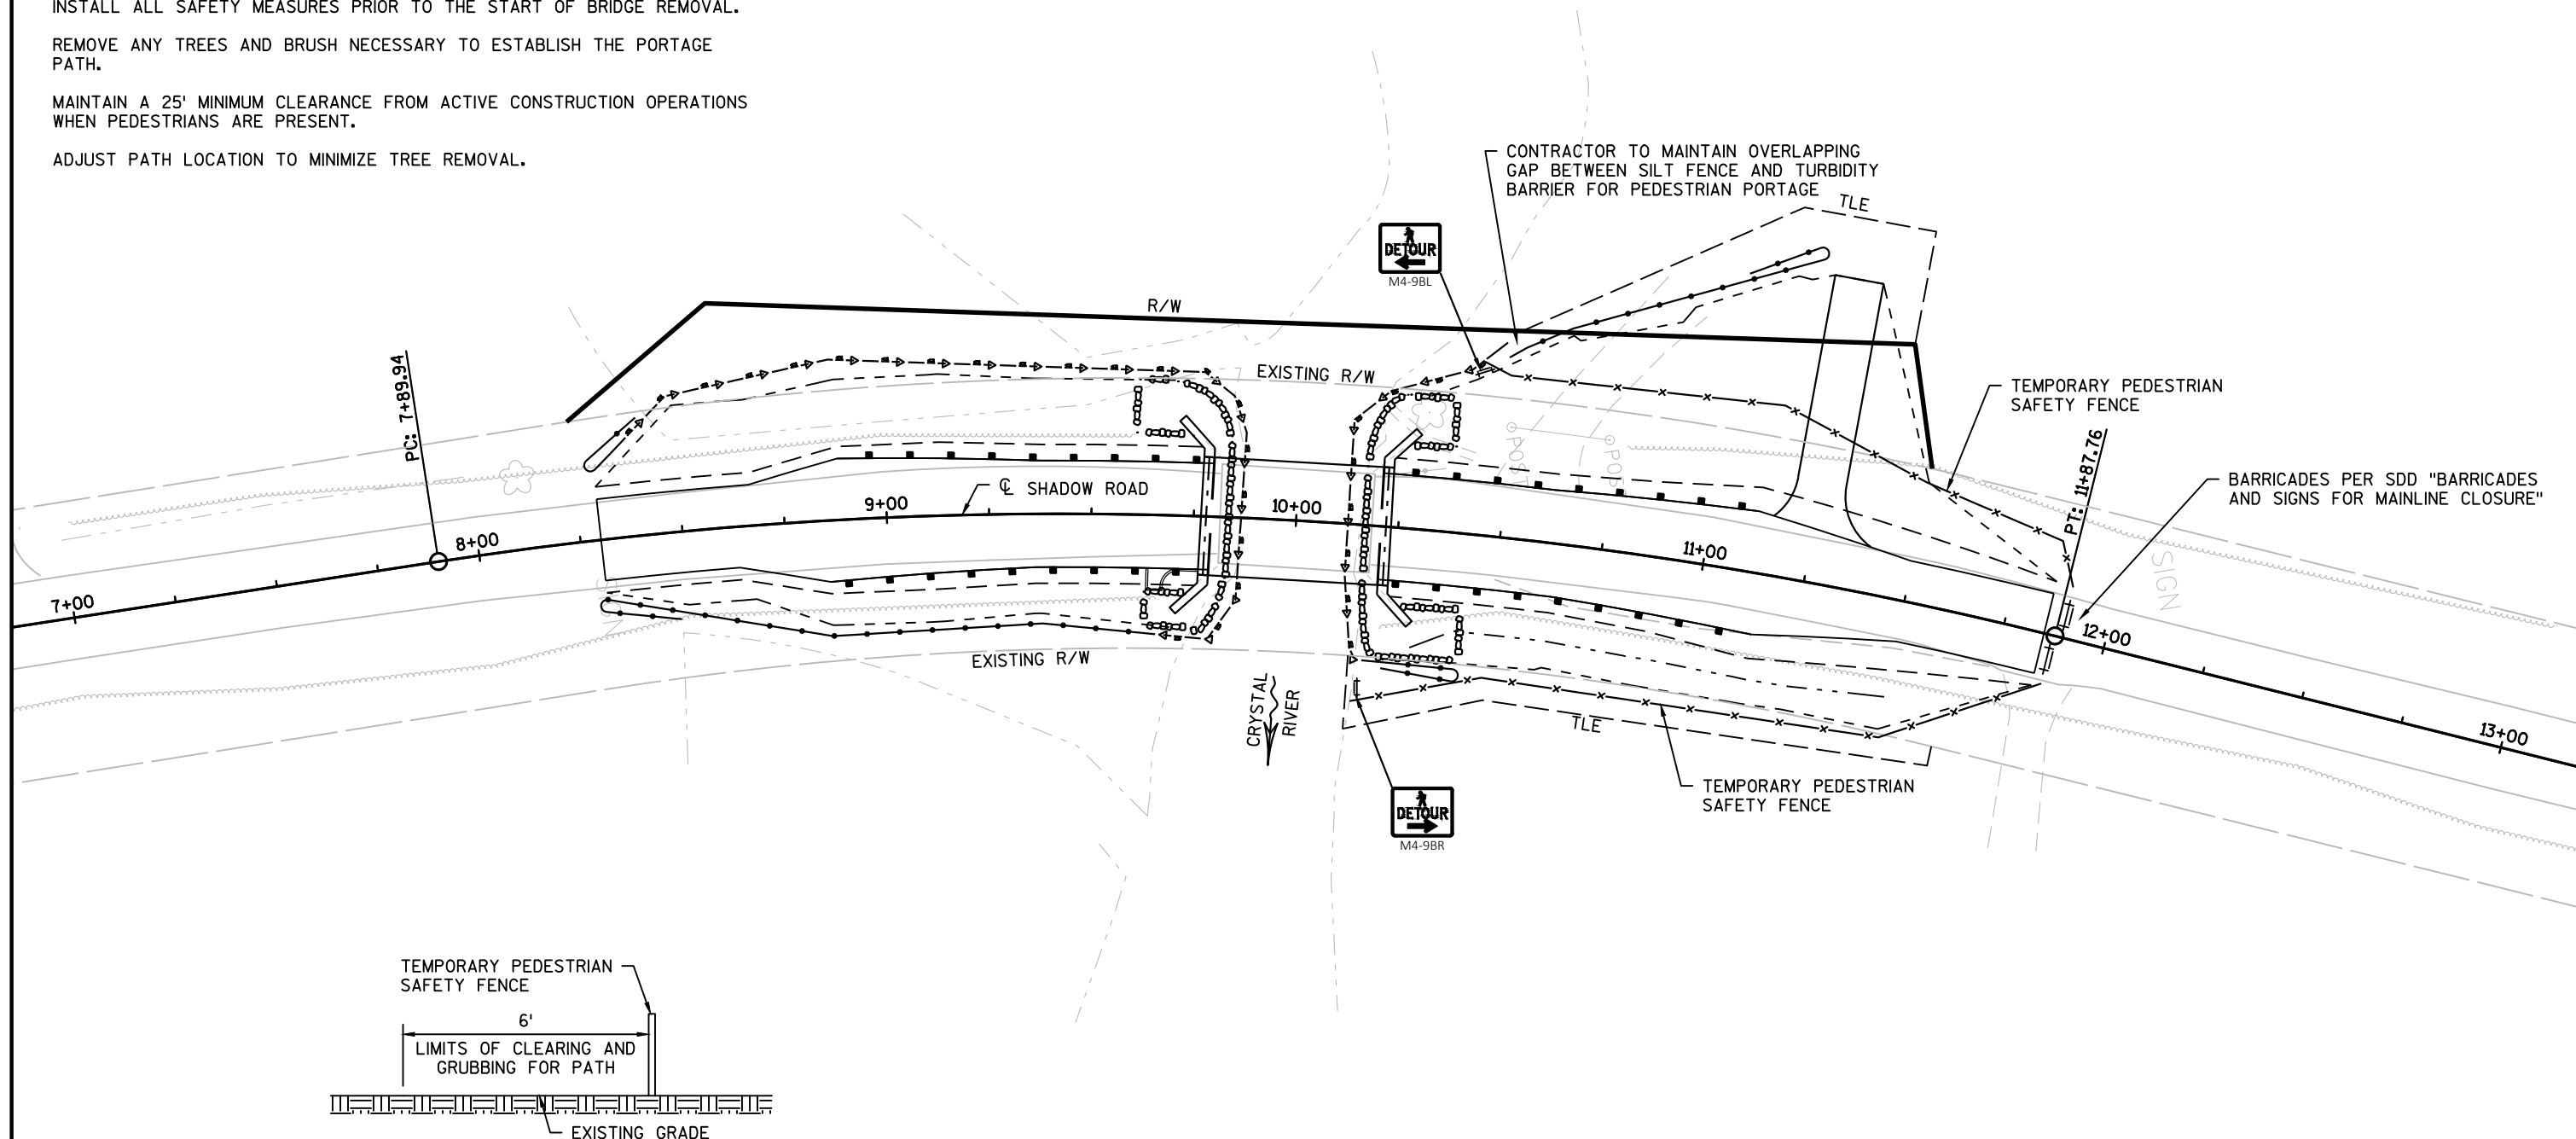 INSTALL ALL SAFETY MEASURES PRIOR TO THE START OF BRIDGE REMOVAL.
REMOVE ANY TREES AND BRUSH NECESSARY TO ESTABLISH THE PORTAGE
PATH.
MAINTAIN A 25' MINIMUM CLEARANCE FROM ACTIVE CONSTRUCTION OPERATIONS
WHEN PEDESTRIANS ARE PRESENT.
ADJUST PATH LOCATION TO MINIMIZE TREE REMOVAL.
CONTRACTOR TO MAINTAIN OVERLAPPING
GAP BETWEEN SILT FENCE AND TURBIDITY
BARRIER FOR PEDESTRIAN PORTAGE
TLE
DETOUR
M4-9BL
R/W
EXISTING R/W
PC: 7+89.94
TEMPORARY PEDESTRIAN
SAFETY FENCE
PT: 11+87.76
BARRICADES PER SDD "BARRICADES
AND SIGNS FOR MAINLINE CLOSURE"
POST
POST
SIGN
SIGN
℄ SHADOW ROAD
7+00
8+00
9+00
10+00
11+00
12+00
13+00
EXISTING R/W
CRYSTAL
RIVER
TLE
DETOUR
M4-9BR
TEMPORARY PEDESTRIAN
SAFETY FENCE
TEMPORARY PEDESTRIAN
SAFETY FENCE
6'
LIMITS OF CLEARING AND
GRUBBING FOR PATH
EXISTING GRADE